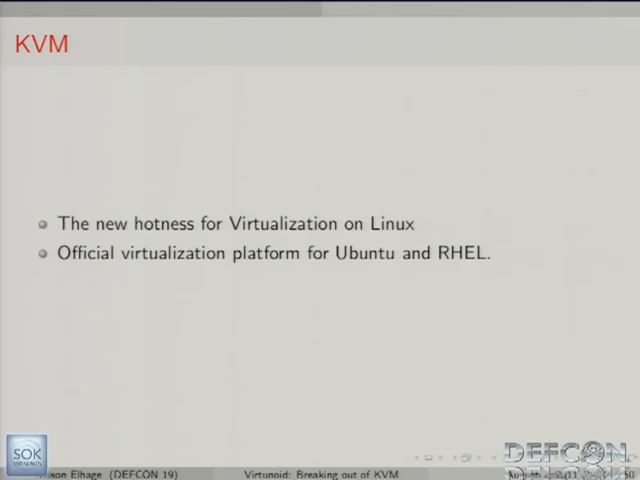 KVM
The new hotness for Virtualization on Linux
Official virtualization platform for Ubuntu and RHEL.
SOK
DEFCON
Elhage (DEFCON 19)
Virtunoid: Breaking out of KVM